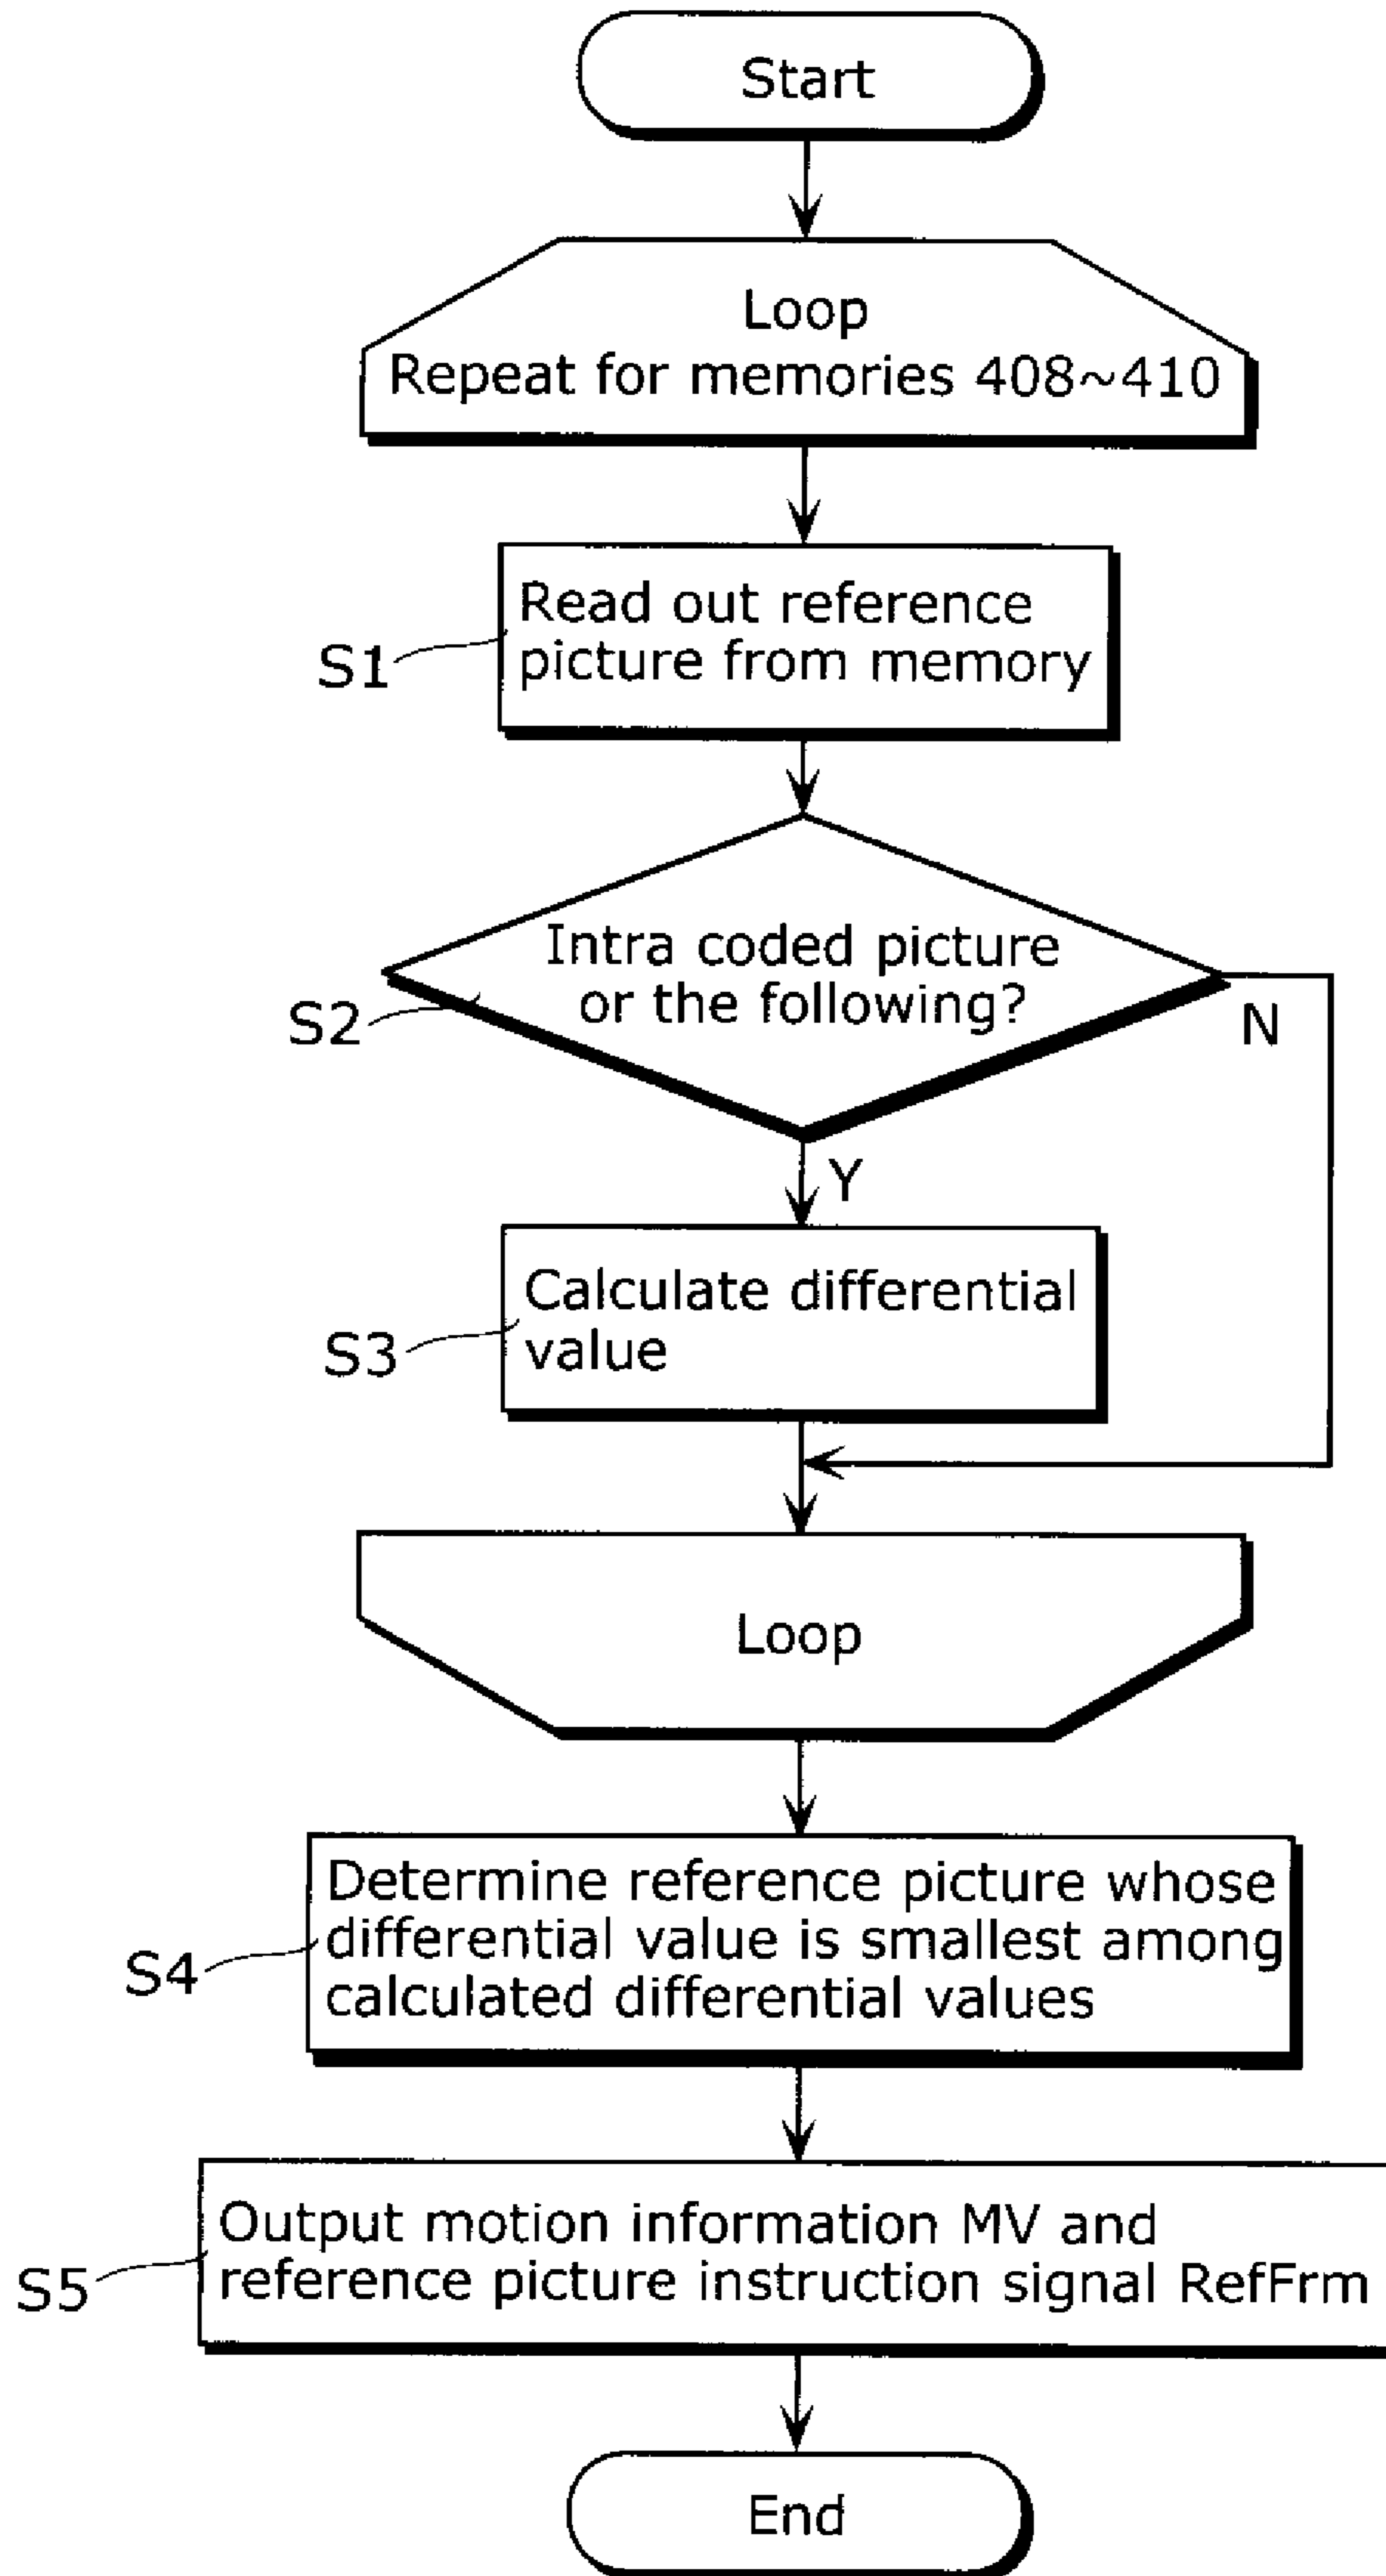 Start
Loop
Repeat for memories 408~410
Read out reference
picture from memory
S1
Intra coded picture
or the following?
S2
N
Y
Calculate differential
value
S3
Loop
Determine reference picture whose
differential value is smallest among
calculated differential values
S4
Output motion information MV and
reference picture instruction signal RefFrm
S5
End